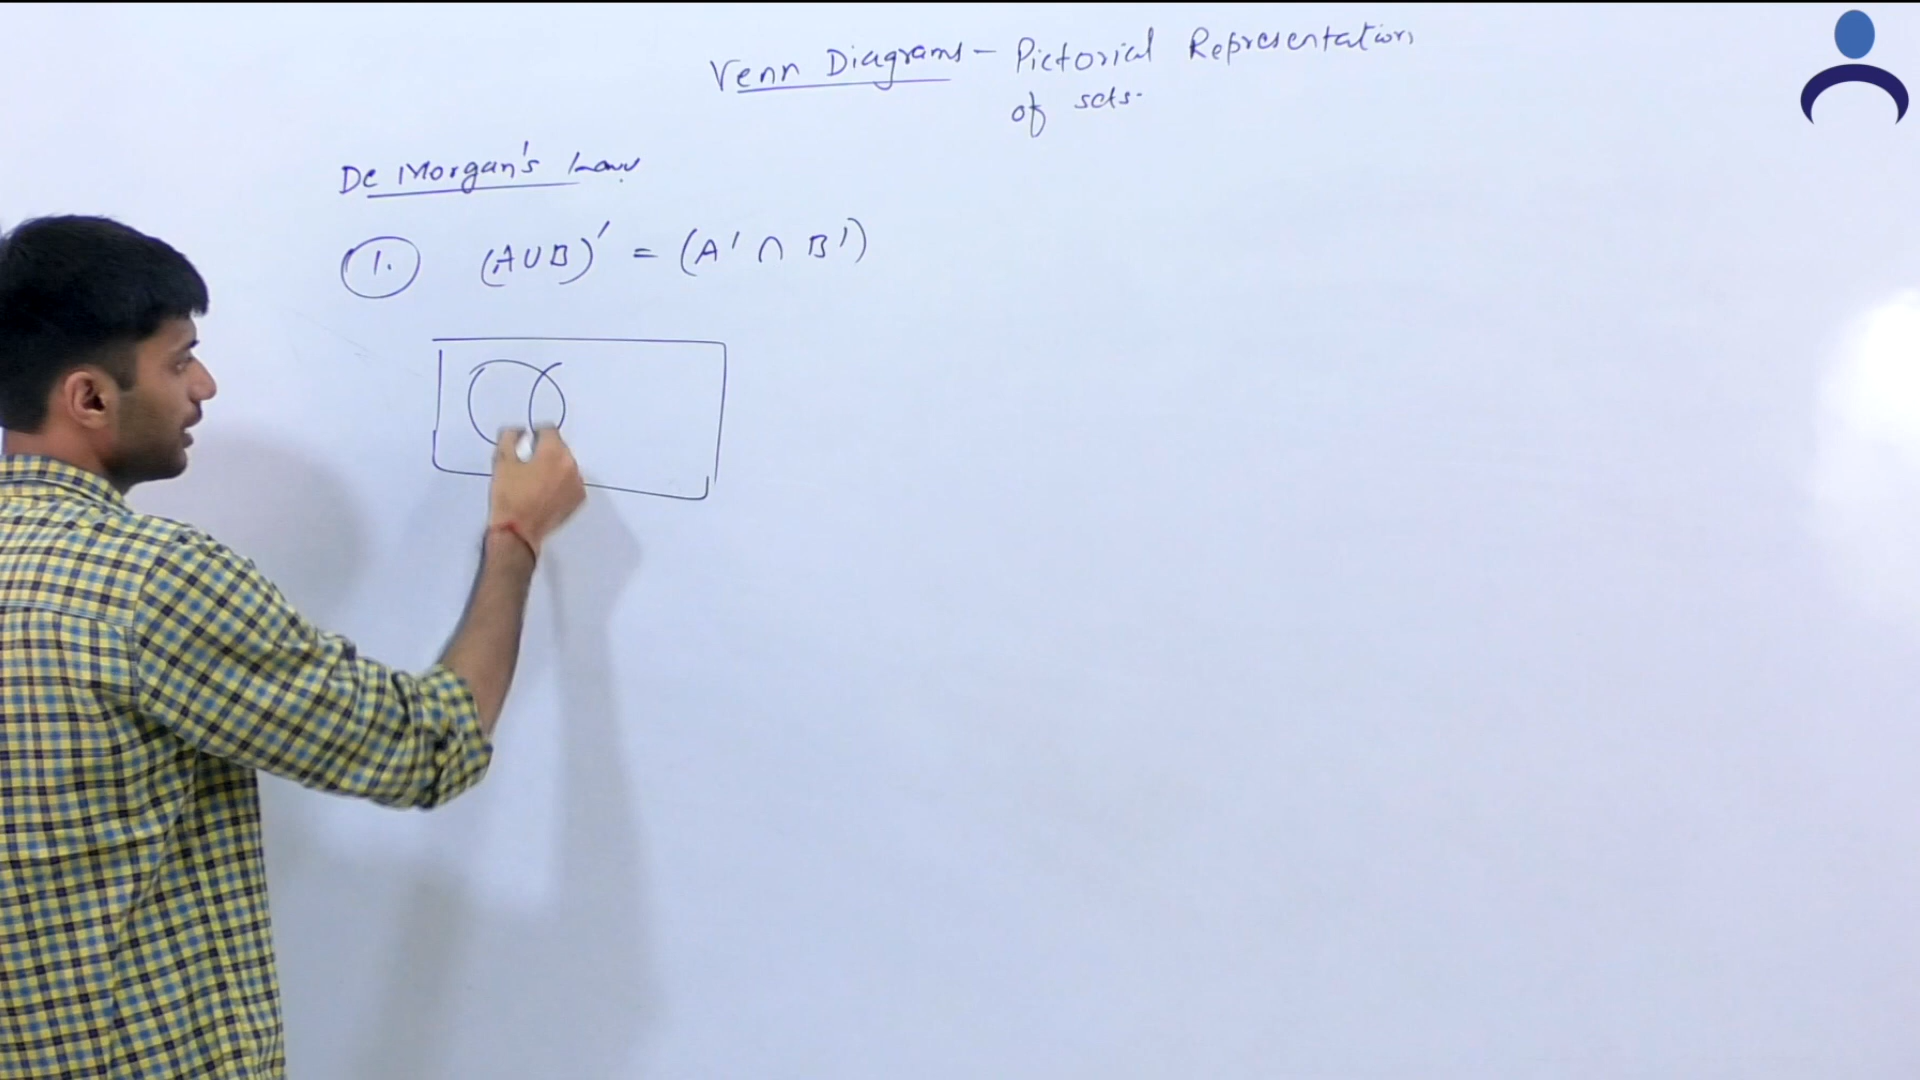 Venn Diagrams - Pictorial Representation
of sets.
De Morgan's Law
1. (A∪B)' = (A' ∩ B')